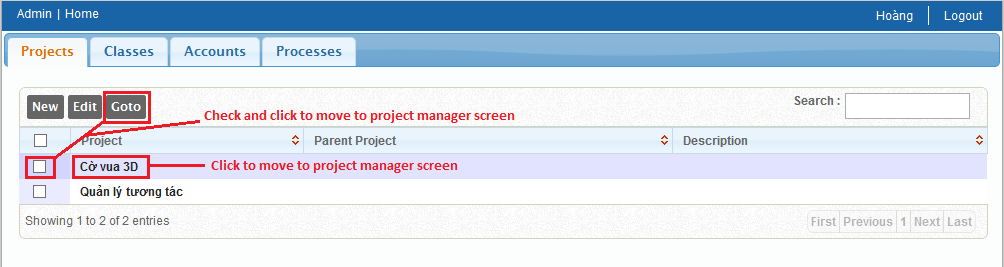 Admin | Home
Hoàng | Logout
Projects Classes Accounts Processes
New Edit Goto
Search :
Check and click to move to project manager screen
Project Parent Project Description
Cờ vua 3D
Click to move to project manager screen
Quản lý tương tác
Showing 1 to 2 of 2 entries
First Previous 1 Next Last